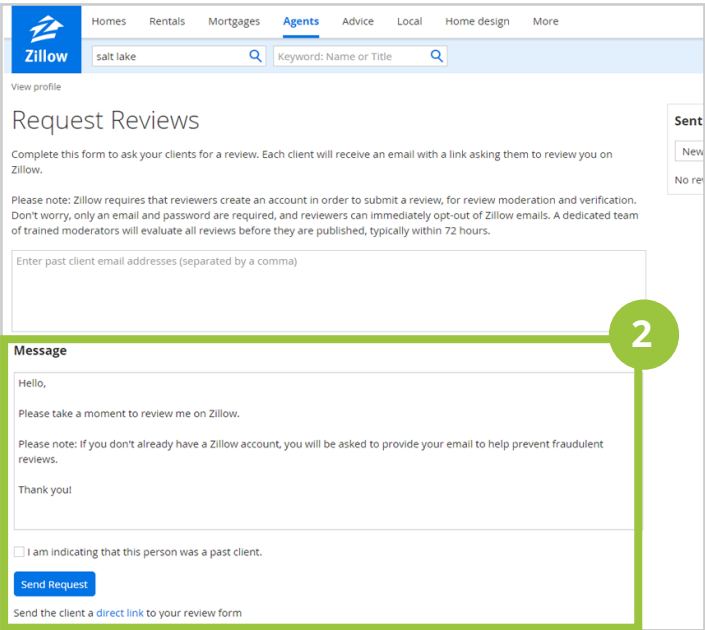 Homes Rentals Mortgages Agents Advice Local Home design More
Zillow
salt lake
Keyword: Name or Title
View profile
Request Reviews
Complete this form to ask your clients for a review. Each client will receive an email with a link asking them to review you on
Zillow.
Please note: Zillow requires that reviewers create an account in order to submit a review, for review moderation and verification.
Don't worry, only an email and password are required, and reviewers can immediately opt-out of Zillow emails. A dedicated team
of trained moderators will evaluate all reviews before they are published, typically within 72 hours.
Enter past client email addresses (separated by a comma)
Sent
New
No re
2
Message
Hello,
Please take a moment to review me on Zillow.
Please note: If you don't already have a Zillow account, you will be asked to provide your email to help prevent fraudulent
reviews.
Thank you!
I am indicating that this person was a past client.
Send Request
Send the client a direct link to your review form